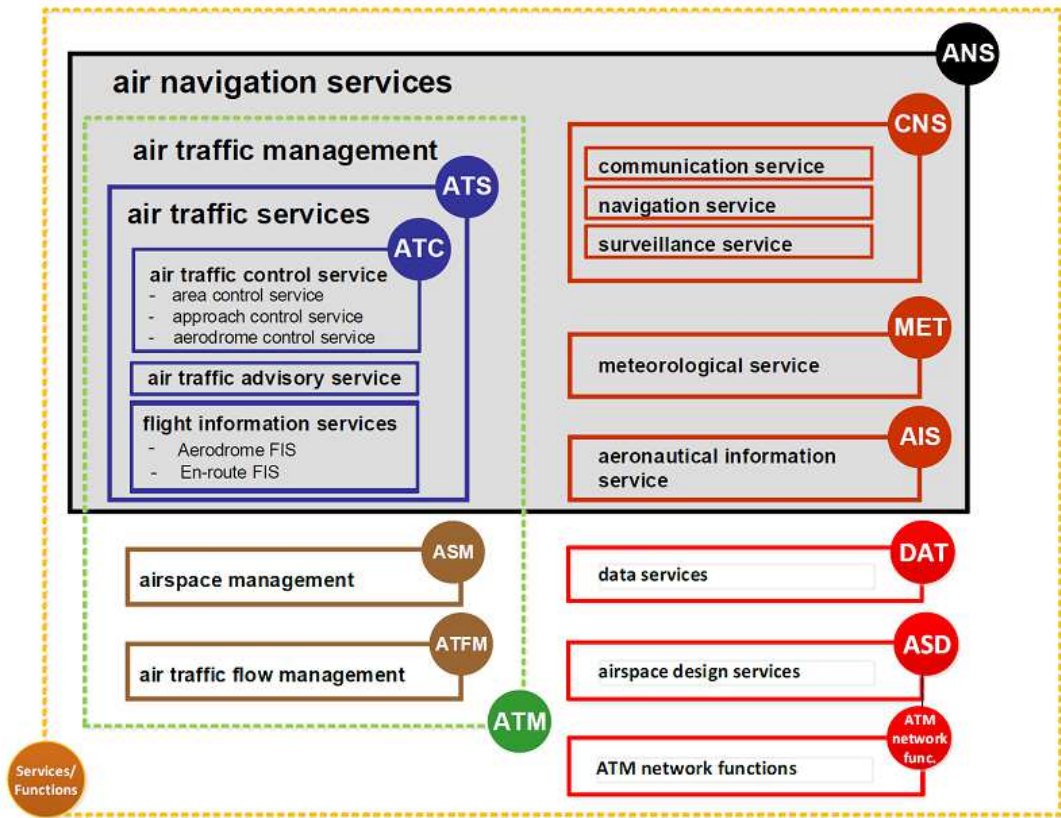 ANS
air navigation services
CNS
air traffic management
communication service
ATS
navigation service
air traffic services
surveillance service
ATC
air traffic control service
- area control service
- approach control service
- aerodrome control service
MET
meteorological service
air traffic advisory service
flight information services
- Aerodrome FIS
- En-route FIS
AIS
aeronautical information
service
ASM
airspace management
DAT
data services
ATFM
air traffic flow management
ASD
airspace design services
ATM
ATM
network
func.
ATM network functions
Services/
Functions